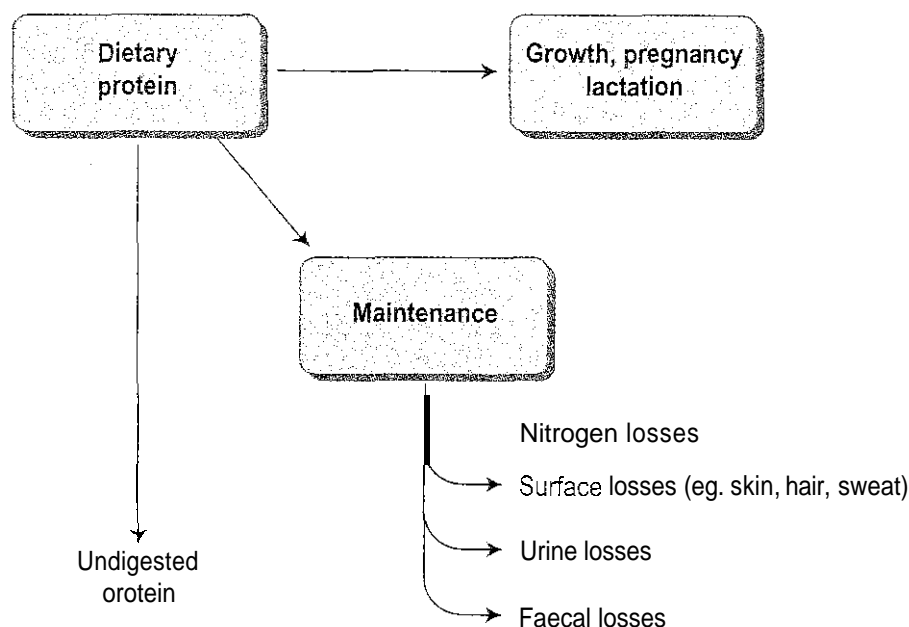 Dietary
protein
Growth, pregnancy
lactation
Maintenance
Nitrogen losses
Surface losses (eg. skin, hair, sweat)
Urine losses
Faecal losses
Undigested
orotein